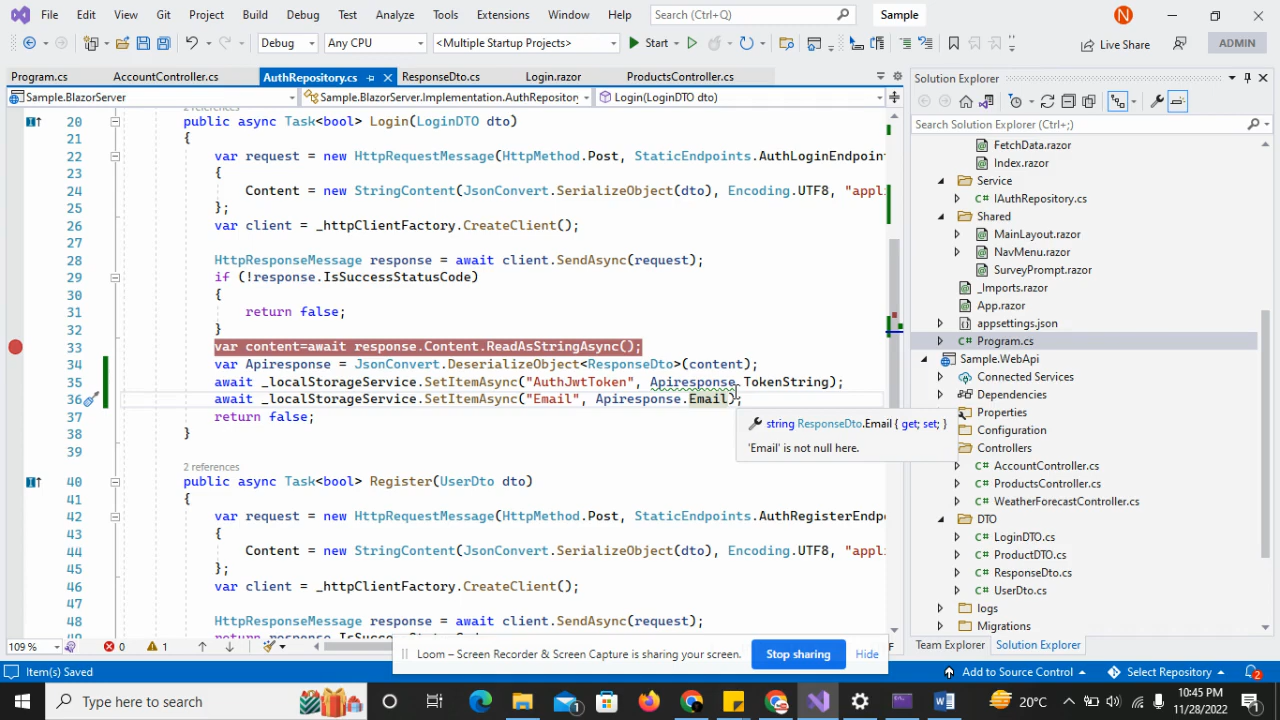 File Edit View Git Project Build Debug Test Analyze Tools Extensions Window Help Search (Ctrl+Q) Sample N
Debug Any CPU <Multiple Startup Projects> Start Live Share ADMIN
Program.cs AccountController.cs AuthRepository.cs ResponseDto.cs Login.razor ProductsController.cs
Sample.BlazorServer Sample.BlazorServer.Implementation.AuthRepository Login(LoginDTO dto)
20 public async Task<bool> Login(LoginDTO dto)
21 {
22 var request = new HttpRequestMessage(HttpMethod.Post, StaticEndpoints.AuthLoginEndpoin
23 {
24 Content = new StringContent(JsonConvert.SerializeObject(dto), Encoding.UTF8, "appli
25 };
26 var client = _httpClientFactory.CreateClient();
27
28 HttpResponseMessage response = await client.SendAsync(request);
29 if (!response.IsSuccessStatusCode)
30 {
31 return false;
32 }
33 var content=await response.Content.ReadAsStringAsync();
34 var Apiresponse = JsonConvert.DeserializeObject<ResponseDto>(content);
35 await _localStorageService.SetItemAsync("AuthJwtToken", Apiresponse.TokenString);
36 await _localStorageService.SetItemAsync("Email", Apiresponse.Email);
37 return false;
38 }
39
string ResponseDto.Email { get; set; }
'Email' is not null here.
2 references
40 public async Task<bool> Register(UserDto dto)
41 {
42 var request = new HttpRequestMessage(HttpMethod.Post, StaticEndpoints.AuthRegisterEndpo
43 {
44 Content = new StringContent(JsonConvert.SerializeObject(dto), Encoding.UTF8, "appli
45 };
46 var client = _httpClientFactory.CreateClient();
47
48 HttpResponseMessage response = await client.SendAsync(request);
Solution Explorer
Search Solution Explorer (Ctrl+;)
FetchData.razor
Index.razor
Service
IAuthRepository.cs
Shared
MainLayout.razor
NavMenu.razor
SurveyPrompt.razor
_Imports.razor
App.razor
appsettings.json
Program.cs
Sample.WebApi
Connected Services
Dependencies
Properties
Configuration
Controllers
AccountController.cs
ProductsController.cs
WeatherForecastController.cs
DTO
LoginDTO.cs
ProductDTO.cs
ResponseDto.cs
UserDto.cs
logs
Migrations
109 % 0 1
Team Explorer Solution Explorer
Loom – Screen Recorder & Screen Capture is sharing your screen. Stop sharing Hide
Item(s) Saved Add to Source Control Select Repository 2
Type here to search 1 20°C 10:45 PM
11/28/2022 1